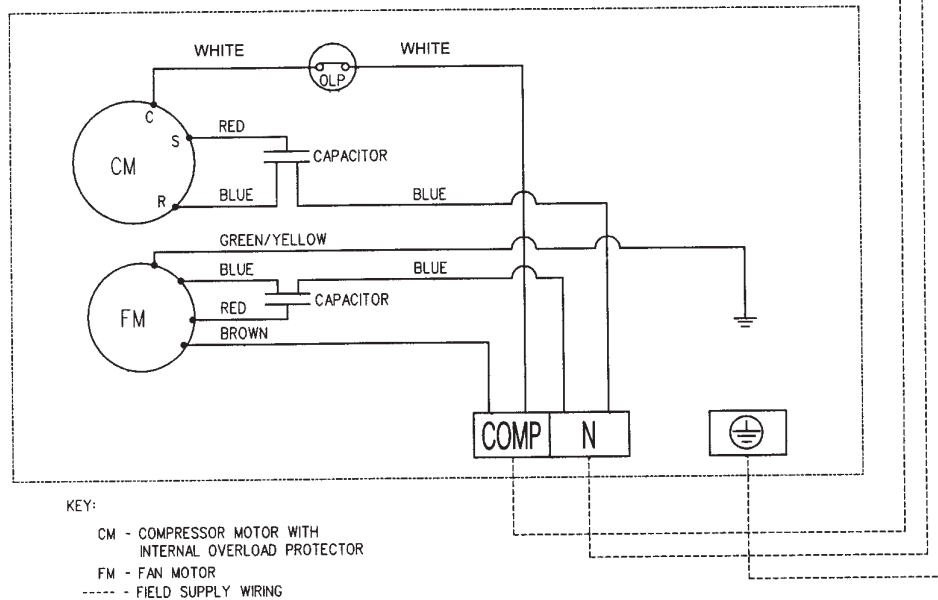 WHITE WHITE
OLP
C
RED
S
CM
CAPACITOR
R BLUE BLUE
GREEN/YELLOW
BLUE BLUE
CAPACITOR
FM RED
BROWN
COMP N
KEY:
CM - COMPRESSOR MOTOR WITH
INTERNAL OVERLOAD PROTECTOR
FM - FAN MOTOR
----- - FIELD SUPPLY WIRING